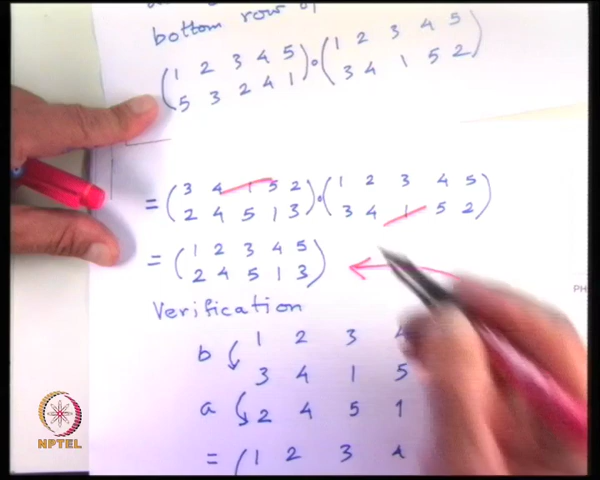 bottom row of
(1 2 3 4 5) ∘ (1 2 3 4 5)
(5 3 2 4 1) (3 4 1 5 2)
= (3 4 1 5 2) ∘ (1 2 3 4 5)
(2 4 5 1 3) (3 4 1 5 2)
= (1 2 3 4 5)
(2 4 5 1 3)
Verification
b 1 2 3 4
3 4 1 5
a 2 4 5 1
= (1 2 3 4
NPTEL
PH